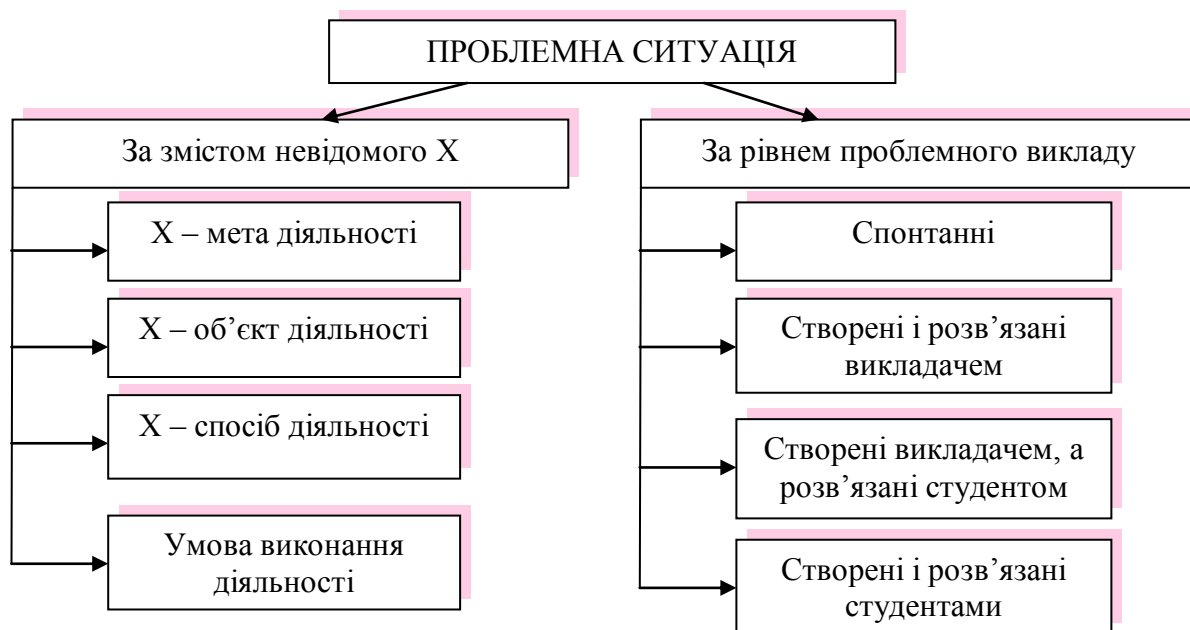 ПРОБЛЕМНА СИТУАЦІЯ
За змістом невідомого Х
Х – мета діяльності
Х – об’єкт діяльності
Х – спосіб діяльності
Умова виконання
діяльності
За рівнем проблемного викладу
Спонтанні
Створені і розв’язані
викладачем
Створені викладачем, а
розв’язані студентом
Створені і розв’язані
студентами